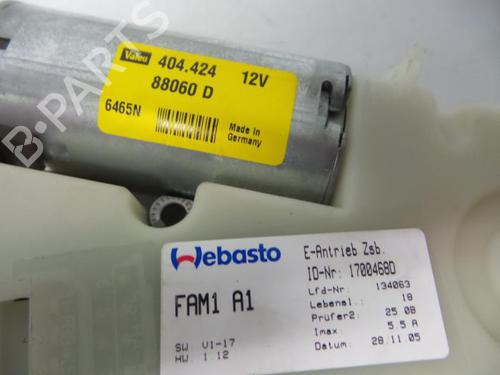 Valeo 404.424 12V
88060 D
6465N
Made in
Germany
Webasto
FAM1 A1
SW V1-17
HW 1 12
E-Antrieb Zsb.
ID-Nr: 1700468D
Lfd-Nr: 134063
Lebensl.: 18
Prüfer2: 25 08
Imax: 5.5 A
Datum: 28.11.05